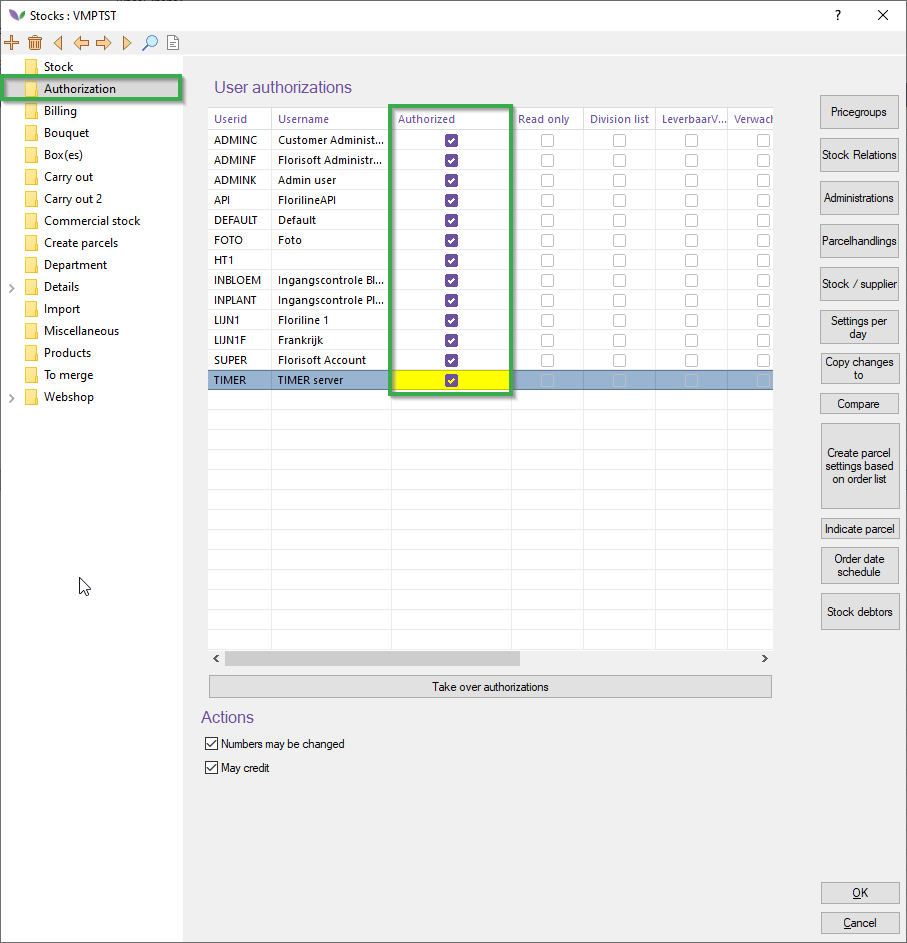 Stocks : VMPTST
?
Stock
Authorization
Billing
Bouquet
Box(es)
Carry out
Carry out 2
Commercial stock
Create parcels
Department
Details
Import
Miscellaneous
Products
To merge
Webshop
User authorizations
Userid Username Authorized Read only Division list LeverbaarV... Verwach
ADMINC Customer Administ...
ADMINF Florisoft Administr...
ADMINK Admin user
API FlorilineAPI
DEFAULT Default
FOTO Foto
HT1
INBLOEM Ingangscontrole Bl...
INPLANT Ingangscontrole Pl...
LIJN1 Floriline 1
LIJN1F Frankrijk
SUPER Florisoft Account
TIMER TIMER server
Take over authorizations
Actions
Numbers may be changed
May credit
Pricegroups
Stock Relations
Administrations
Parcelhandlings
Stock / supplier
Settings per
day
Copy changes
to
Compare
Create parcel
settings based
on order list
Indicate parcel
Order date
schedule
Stock debtors
OK
Cancel